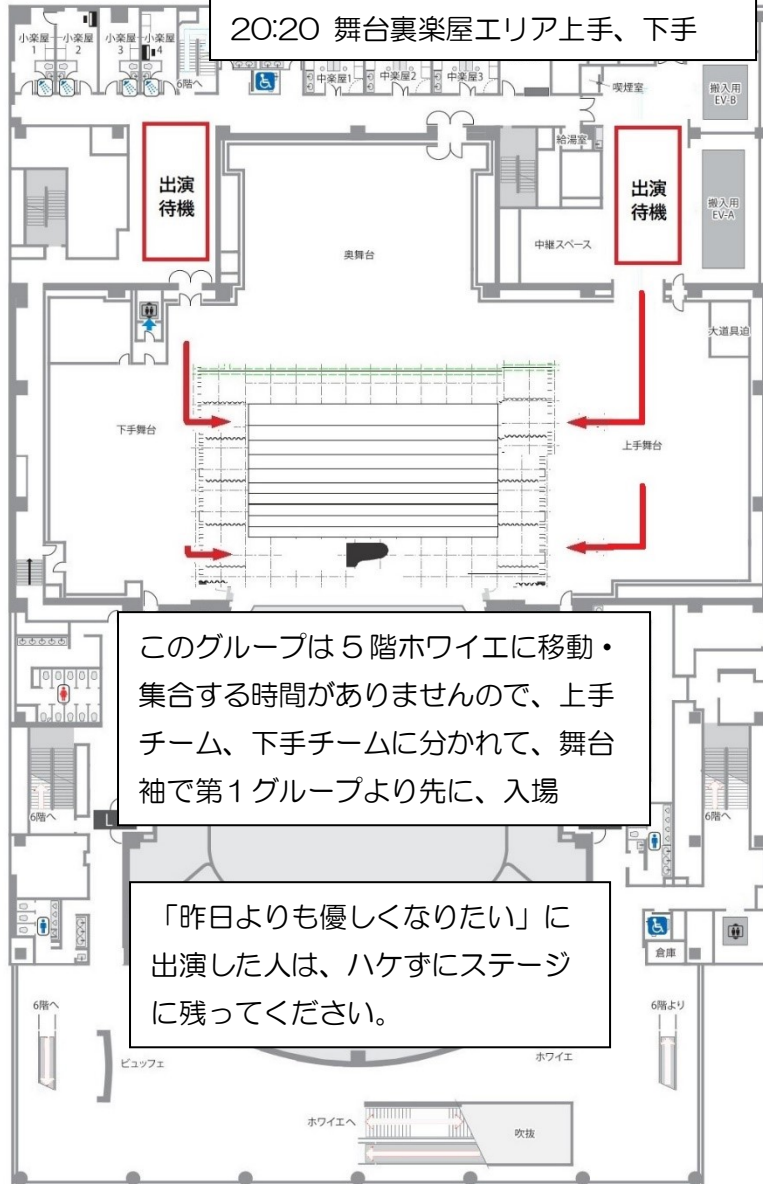 20:20 舞台裏楽屋エリア上手、下手
小楽屋
1
小楽屋
2
小楽屋
3
小楽屋
4
6階へ
中楽屋1
中楽屋2
中楽屋3
喫煙室
搬入用
EV-B
給湯室
出演
待機
出演
待機
搬入用
EV-A
中継スペース
奥舞台
大道具迫
下手舞台
上手舞台
このグループは5階ホワイエに移動・
集合する時間がありませんので、上手
チーム、下手チームに分かれて、舞台
袖で第1グループより先に、入場
6階へ
L
6階へ
「昨日よりも優しくなりたい」に
出演した人は、ハケずにステージ
に残ってください。
倉庫
6階へ
6階より
ビュッフェ
ホワイエ
ホワイエへ
吹抜